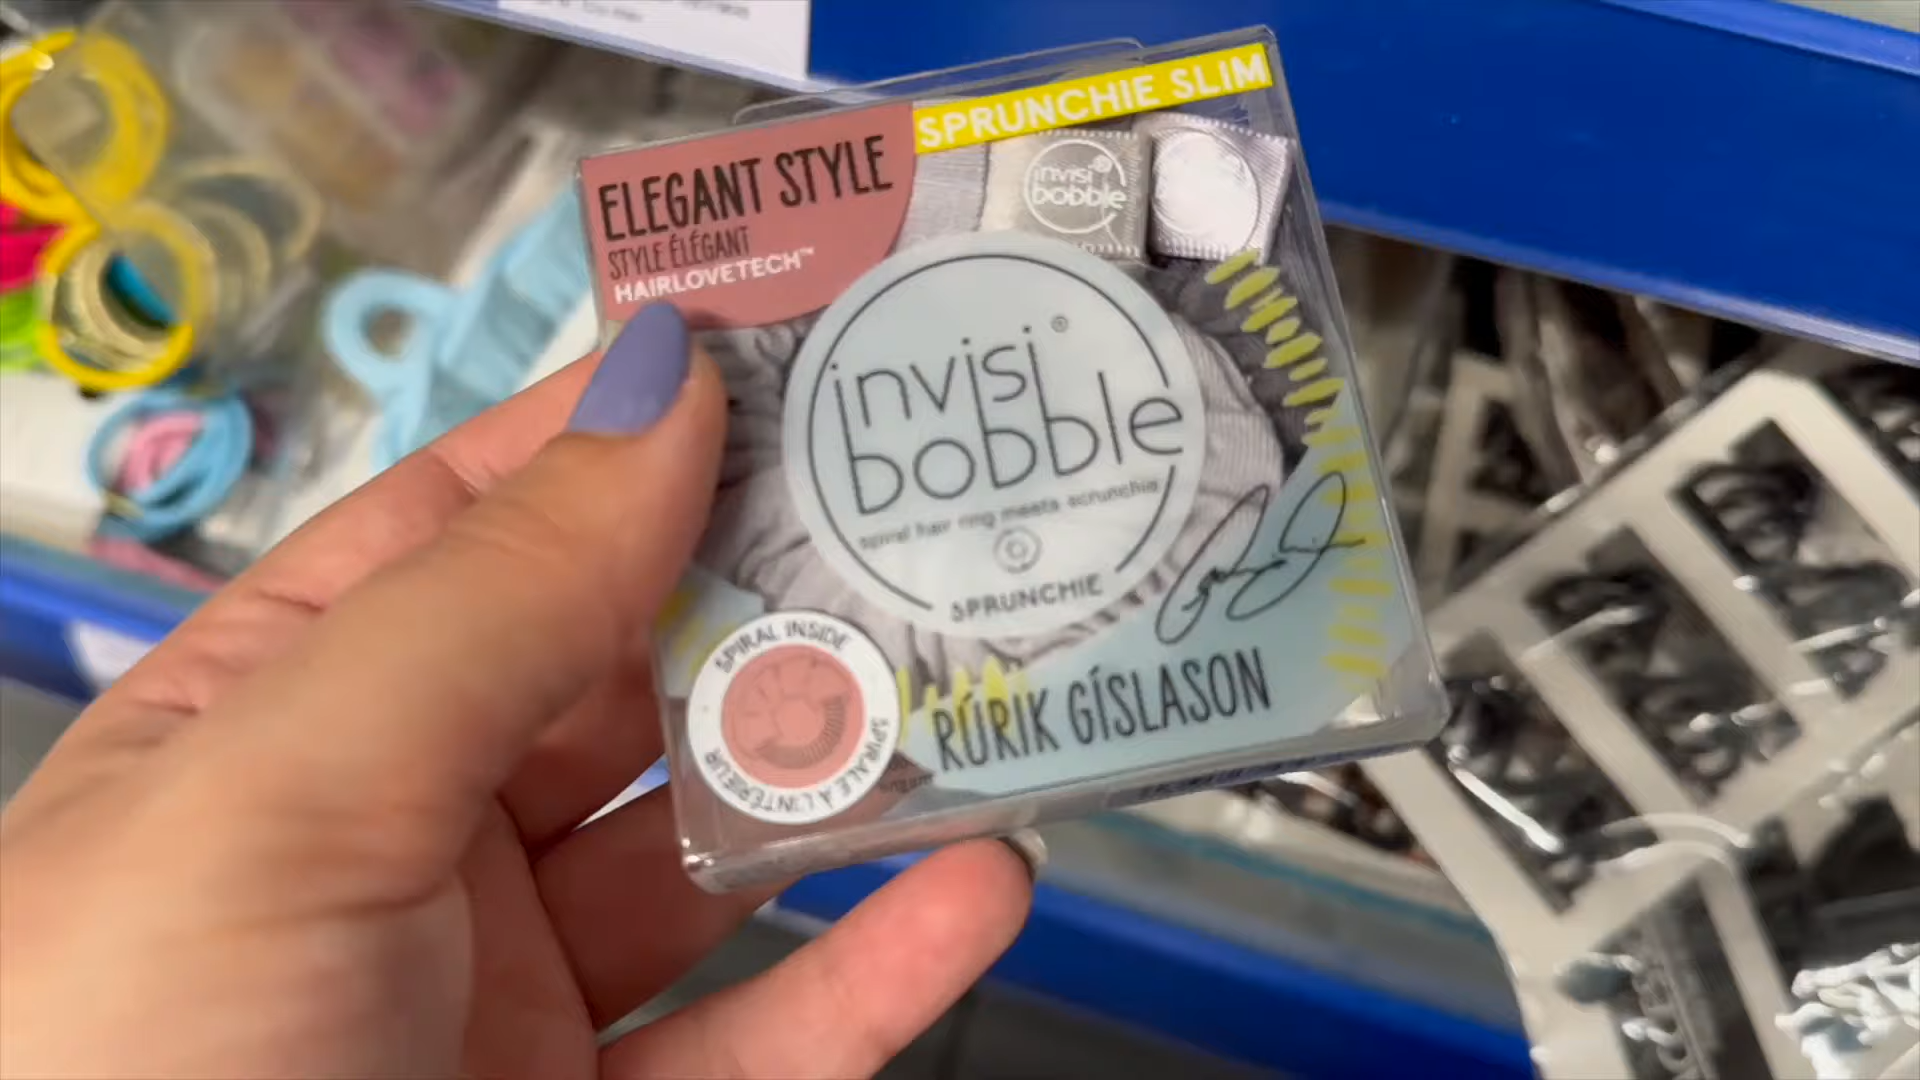 SPRUNCHIE SLIM
ELEGANT STYLE
STYLE ÉLÉGANT
HAIRLOVETECH™
invisi®
bobble
invisi®
bobble
spiral hair ring meets scrunchie
SPRUNCHIE
SPIRAL INSIDE
SPIRALE À L'INTÉRIEUR
RÚRIK GÍSLASON